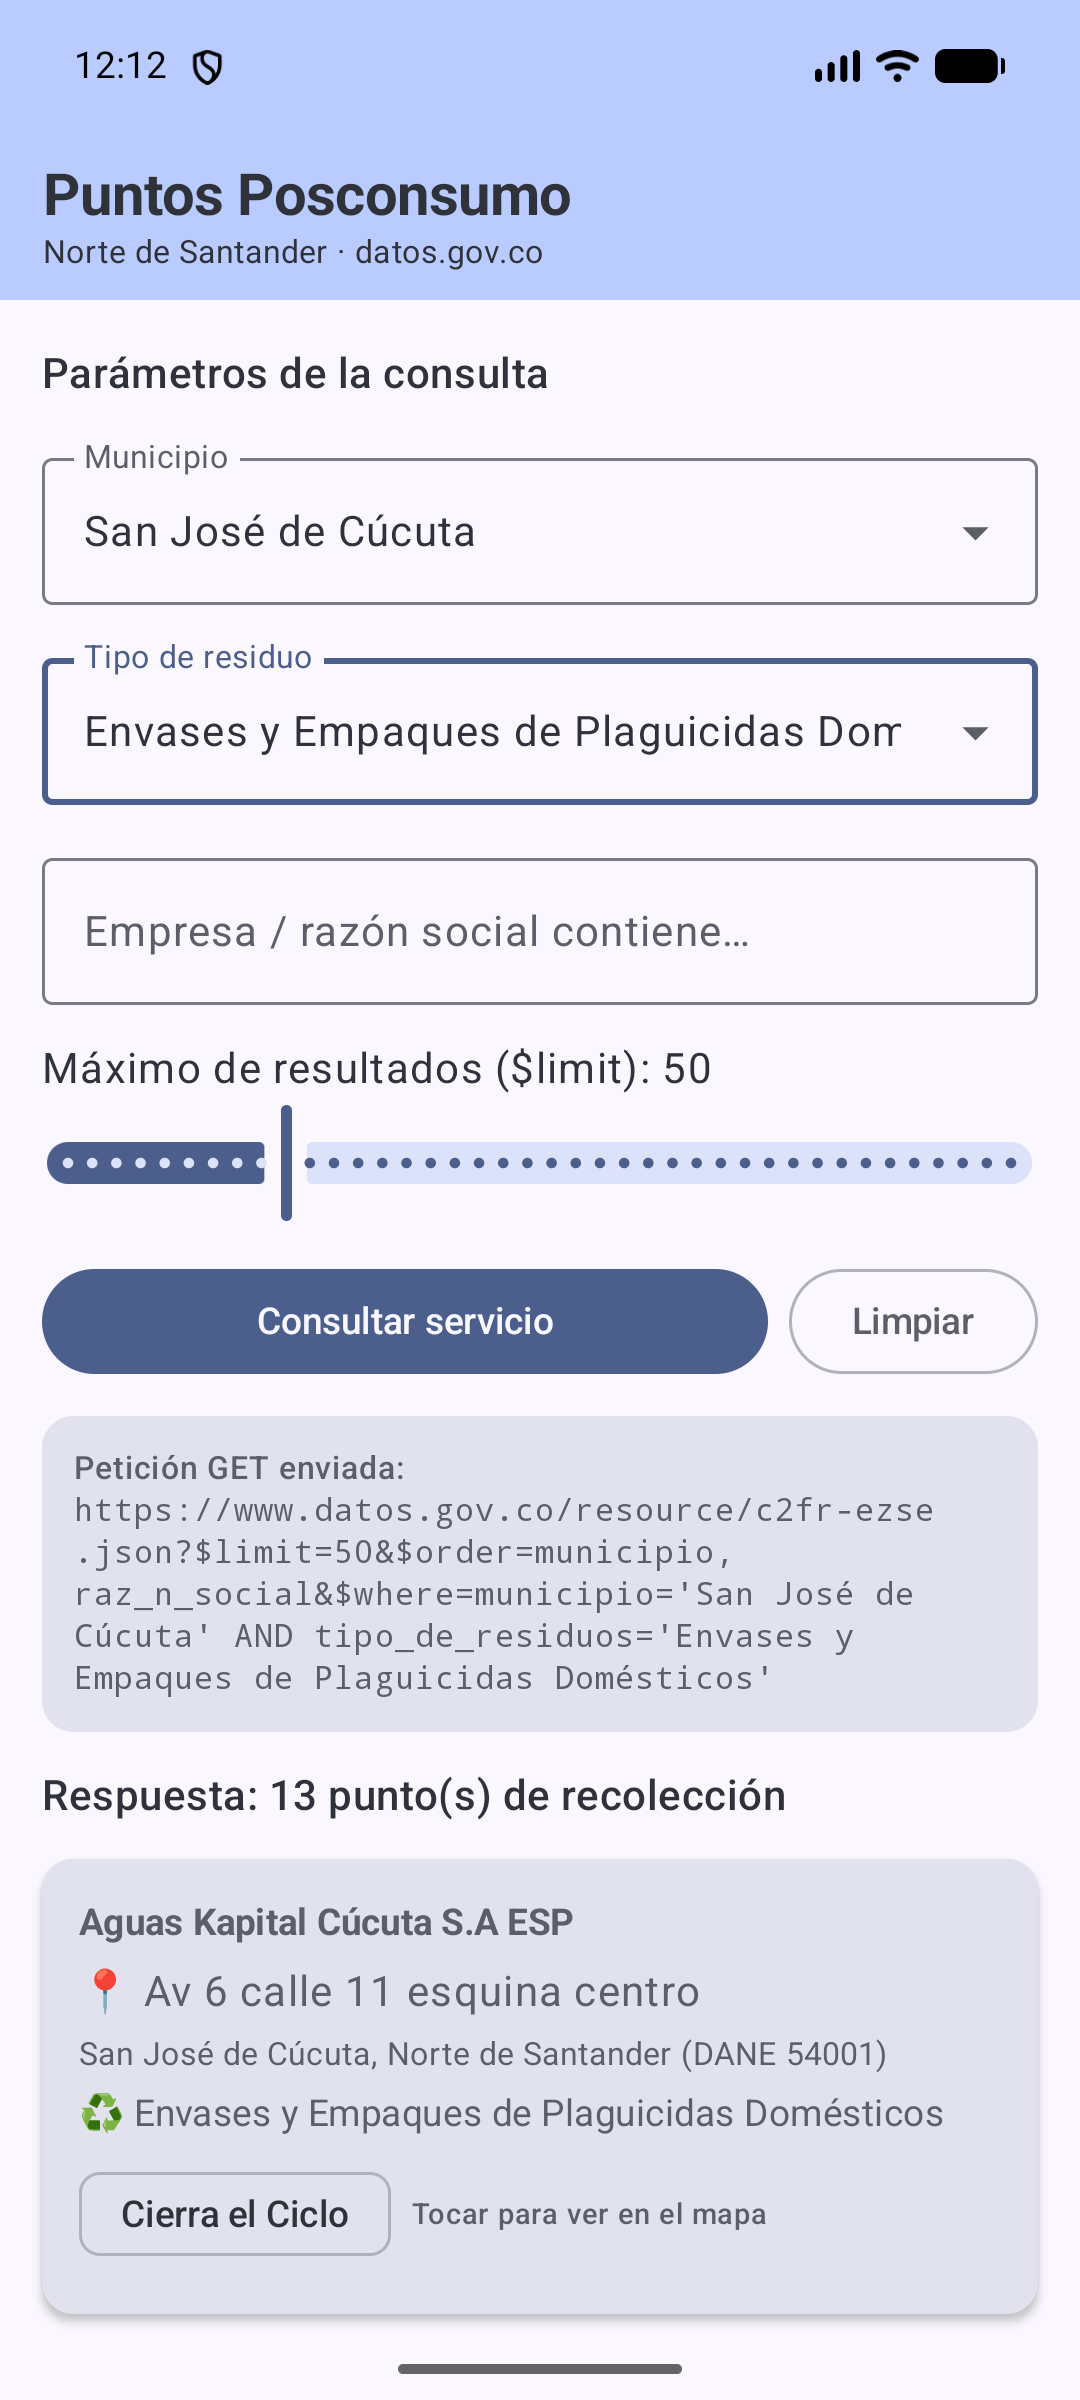 12:12
Puntos Posconsumo
Norte de Santander · datos.gov.co
Parámetros de la consulta
Municipio
San José de Cúcuta
Tipo de residuo
Envases y Empaques de Plaguicidas Dom
Empresa / razón social contiene…
Máximo de resultados ($limit): 50
Consultar servicio
Limpiar
Petición GET enviada:
https://www.datos.gov.co/resource/c2fr-ezse
.json?$limit=50&$order=municipio,
raz_n_social&$where=municipio='San José de
Cúcuta' AND tipo_de_residuos='Envases y
Empaques de Plaguicidas Domésticos'
Respuesta: 13 punto(s) de recolección
Aguas Kapital Cúcuta S.A ESP
📍 Av 6 calle 11 esquina centro
San José de Cúcuta, Norte de Santander (DANE 54001)
♻️ Envases y Empaques de Plaguicidas Domésticos
Cierra el Ciclo
Tocar para ver en el mapa